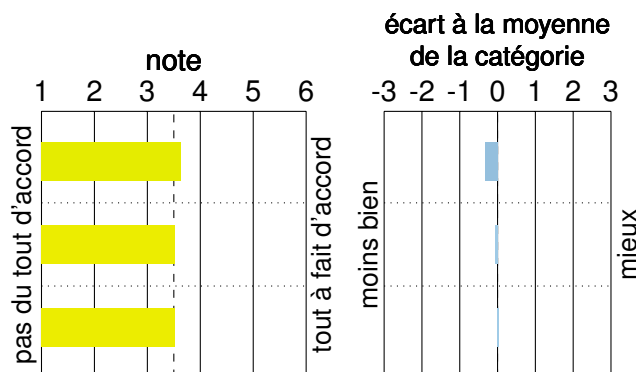 note
1 2 3 4 5 6
pas du tout d'accord
tout à fait d'accord
écart à la moyenne
de la catégorie
-3 -2 -1 0 1 2 3
moins bien
mieux